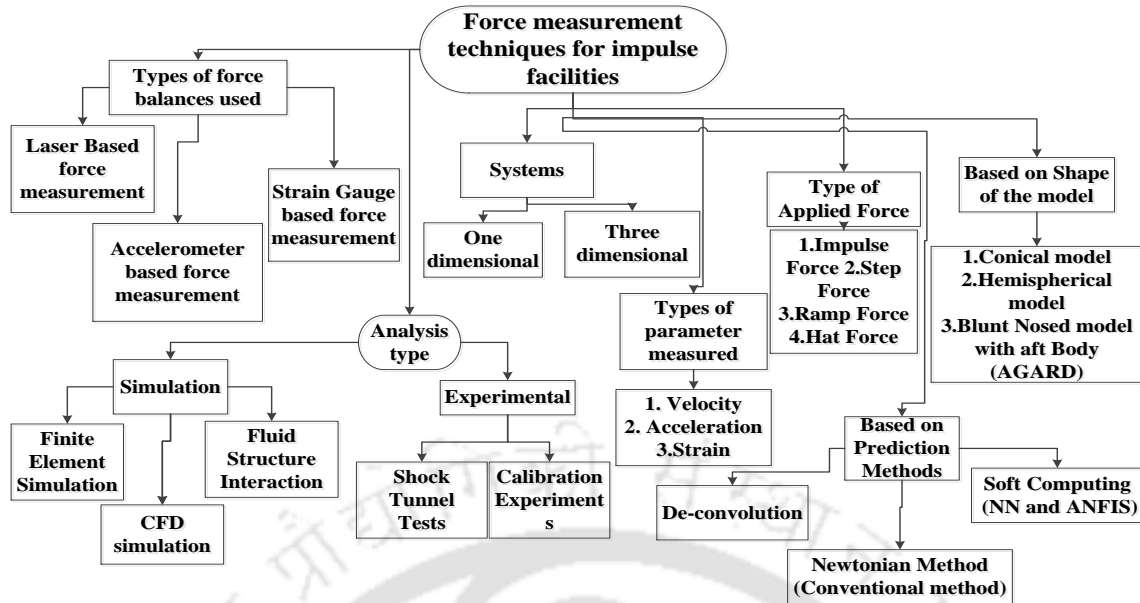 Force measurement
techniques for impulse
facilities
Types of force
balances used
Laser Based
force
measurement
Accelerometer
based force
measurement
Strain Gauge
based force
measurement
Systems
One
dimensional
Three
dimensional
Types of
parameter
measured
1. Velocity
2. Acceleration
3.Strain
Type of
Applied Force
1.Impulse
Force 2.Step
Force
3.Ramp Force
4.Hat Force
Based on Shape
of the model
1.Conical model
2.Hemispherical
model
3.Blunt Nosed model
with aft Body
(AGARD)
Analysis
type
Simulation
Finite
Element
Simulation
CFD
simulation
Fluid
Structure
Interaction
Experimental
Shock
Tunnel
Tests
Calibration
Experiment
s
Based on
Prediction
Methods
De-convolution
Newtonian Method
(Conventional method)
Soft Computing
(NN and ANFIS)